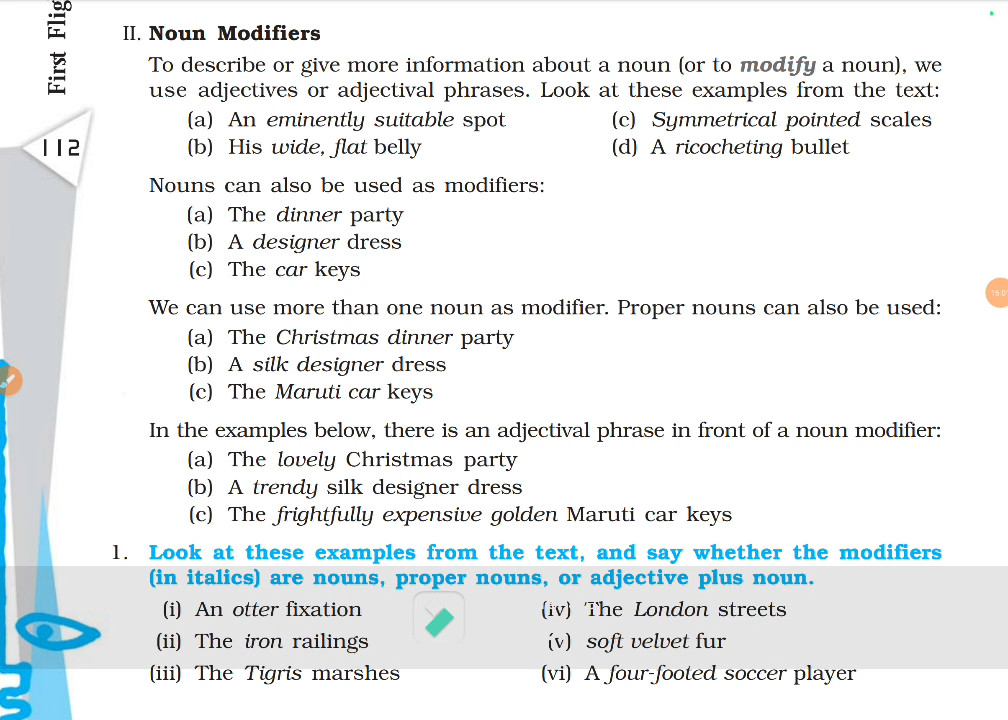 First Flig
112
II. Noun Modifiers
To describe or give more information about a noun (or to modify a noun), we
use adjectives or adjectival phrases. Look at these examples from the text:
(a) An eminently suitable spot
(b) His wide, flat belly
(c) Symmetrical pointed scales
(d) A ricocheting bullet
Nouns can also be used as modifiers:
(a) The dinner party
(b) A designer dress
(c) The car keys
We can use more than one noun as modifier. Proper nouns can also be used:
(a) The Christmas dinner party
(b) A silk designer dress
(c) The Maruti car keys
In the examples below, there is an adjectival phrase in front of a noun modifier:
(a) The lovely Christmas party
(b) A trendy silk designer dress
(c) The frightfully expensive golden Maruti car keys
1. Look at these examples from the text, and say whether the modifiers
(in italics) are nouns, proper nouns, or adjective plus noun.
(i) An otter fixation
(ii) The iron railings
(iii) The Tigris marshes
(iv) The London streets
(v) soft velvet fur
(vi) A four-footed soccer player